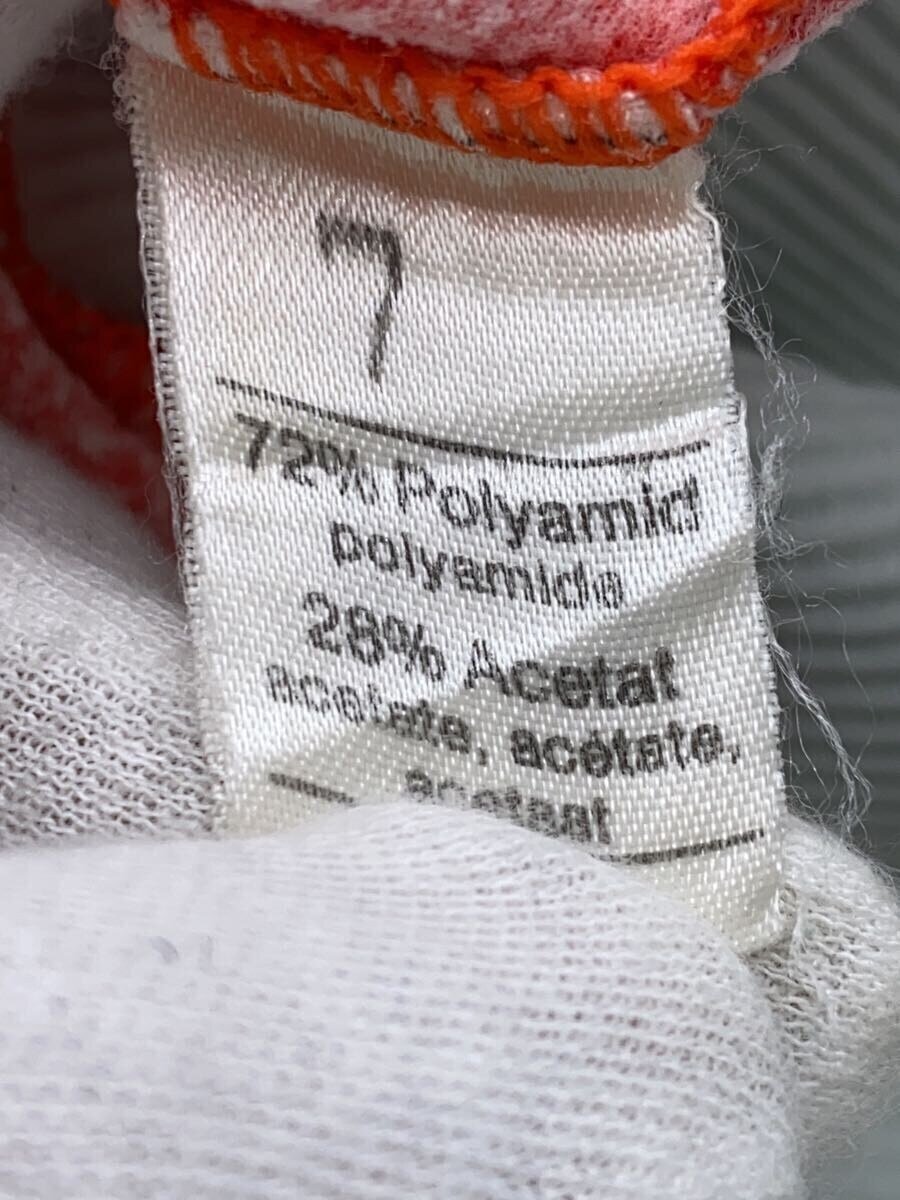 7
72% Polyamid
polyamide
28% Acetat
acetate, acétate,
acetaat